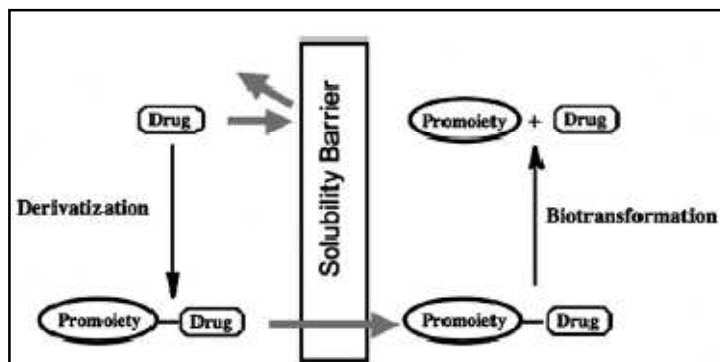 Drug
Promoiety + Drug
Derivatization
Solubility Barrier
Biotransformation
Promoiety Drug
Promoiety Drug